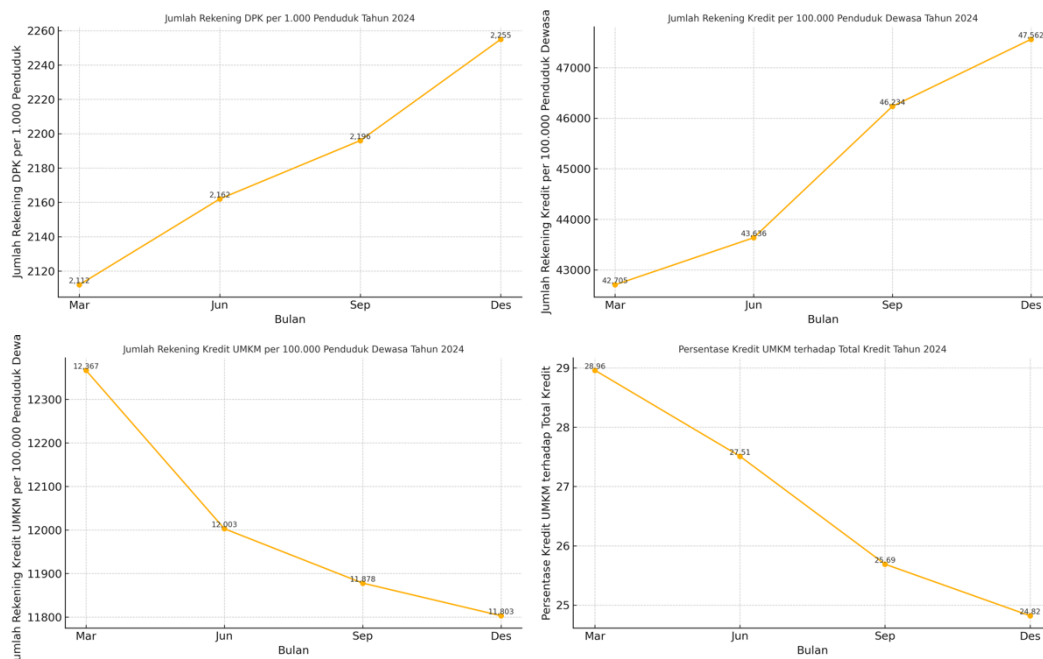 Jumlah Rekening DPK per 1.000 Penduduk Tahun 2024
Jumlah Rekening DPK per 1.000 Penduduk
2260
2240
2220
2200
2180
2160
2140
2120
2,112
2,162
2,196
2,255
Mar
Jun
Sep
Des
Bulan
Jumlah Rekening Kredit per 100.000 Penduduk Dewasa Tahun 2024
Jumlah Rekening Kredit per 100.000 Penduduk Dewasa
47000
46000
45000
44000
43000
42,705
43,636
46,234
47,562
Mar
Jun
Sep
Des
Bulan
Jumlah Rekening Kredit UMKM per 100.000 Penduduk Dewasa Tahun 2024
umlah Rekening Kredit UMKM per 100.000 Penduduk Dewa
12300
12200
12100
12000
11900
11800
12,367
12,003
11,878
11,803
Mar
Jun
Sep
Des
Bulan
Persentase Kredit UMKM terhadap Total Kredit Tahun 2024
Persentase Kredit UMKM terhadap Total Kredit
29
28
27
26
25
28,96
27,51
25,69
24,82
Mar
Jun
Sep
Des
Bulan